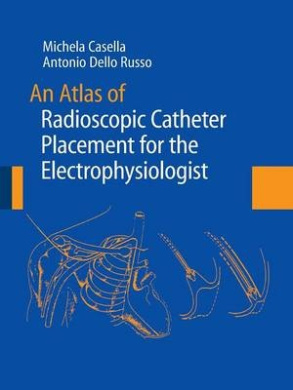 Michela Casella
Antonio Dello Russo
An Atlas of
Radioscopic Catheter
Placement for the
Electrophysiologist